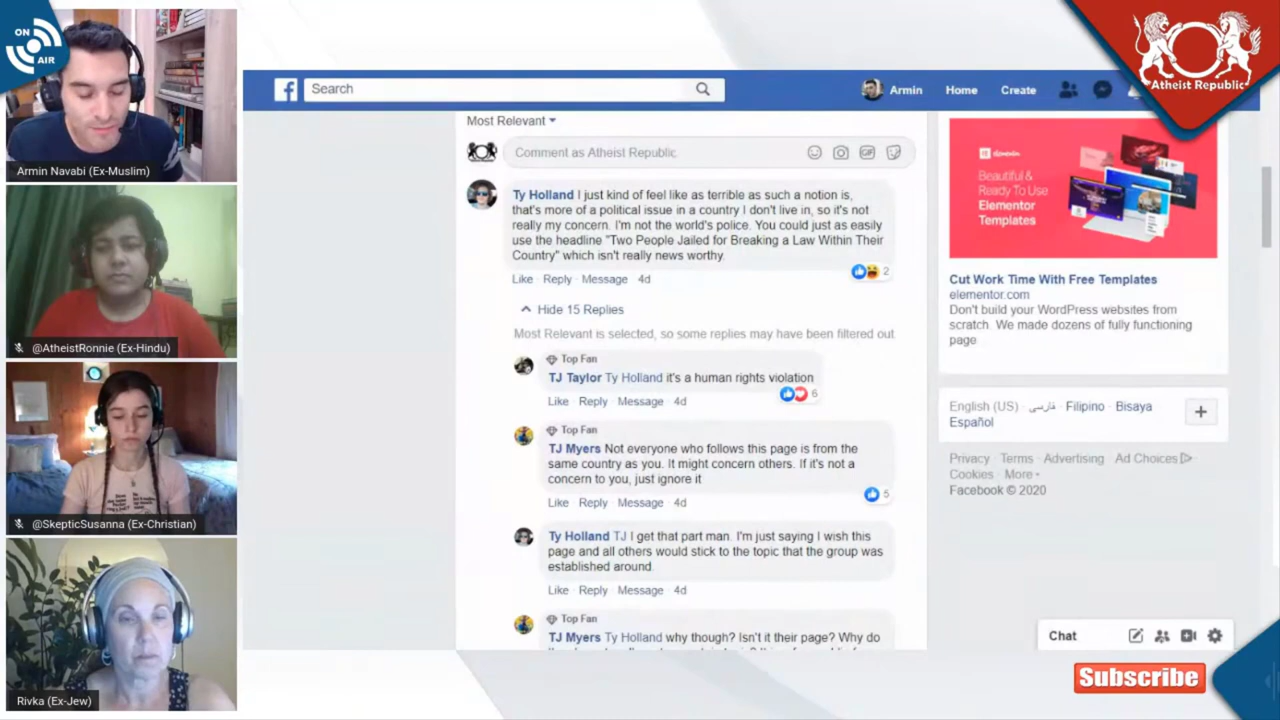 ON
AIR
Armin Navabi (Ex-Muslim)
@AtheistRonnie (Ex-Hindu)
@SkepticSusanna (Ex-Christian)
Rivka (Ex-Jew)
f
Search
Armin
Home
Create
Atheist Republic
Most Relevant
Comment as Atheist Republic
GIF
Ty Holland I just kind of feel like as terrible as such a notion is,
that's more of a political issue in a country I don't live in, so it's not
really my concern. I'm not the world's police. You could just as easily
use the headline "Two People Jailed for Breaking a Law Within Their
Country" which isn't really news worthy.
2
Like · Reply · Message · 4d
Hide 15 Replies
Most Relevant is selected, so some replies may have been filtered out.
Top Fan
TJ Taylor Ty Holland it's a human rights violation
6
Like · Reply · Message · 4d
Top Fan
TJ Myers Not everyone who follows this page is from the
same country as you. It might concern others. If it's not a
concern to you, just ignore it
5
Like · Reply · Message · 4d
Ty Holland TJ I get that part man. I'm just saying I wish this
page and all others would stick to the topic that the group was
established around.
Like · Reply · Message · 4d
Top Fan
TJ Myers Ty Holland why though? Isn't it their page? Why do
elementor
Beautiful &
Ready To Use
Elementor
Templates
Cut Work Time With Free Templates
elementor.com
Don't build your WordPress websites from
scratch. We made dozens of fully functioning
page
English (US) · فارسی · Filipino · Bisaya ·
Español
Privacy · Terms · Advertising · Ad Choices ·
Cookies · More
Facebook © 2020
Chat
Subscribe